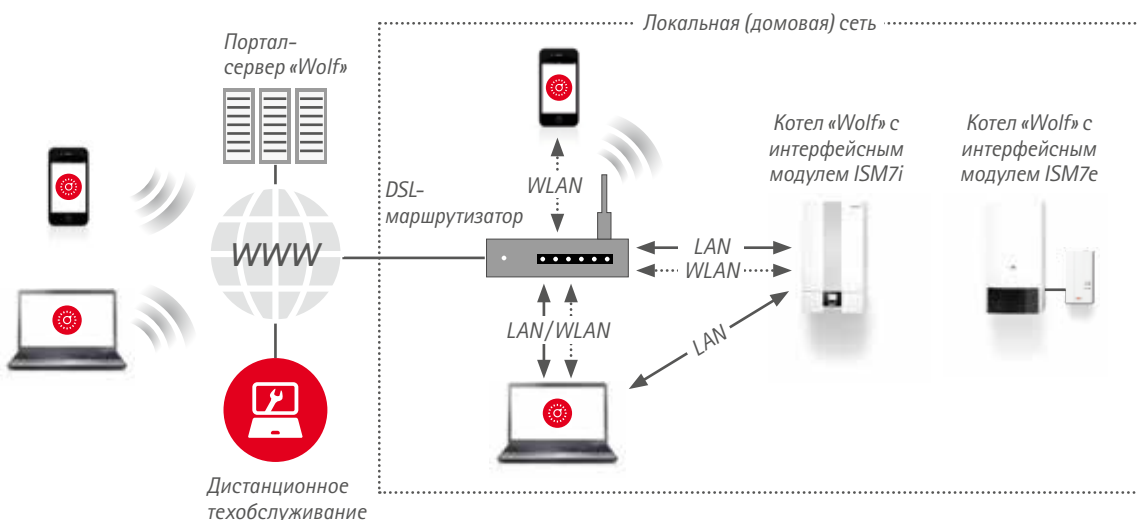 Локальная (домовая) сеть
Портал-
сервер «Wolf»
Котел «Wolf» с
интерфейсным
модулем ISM7i
Котел «Wolf» с
интерфейсным
модулем ISM7e
WLAN
DSL-
маршрутизатор
WWW
LAN
WLAN
LAN/WLAN
LAN
Дистанционное
техобслуживание